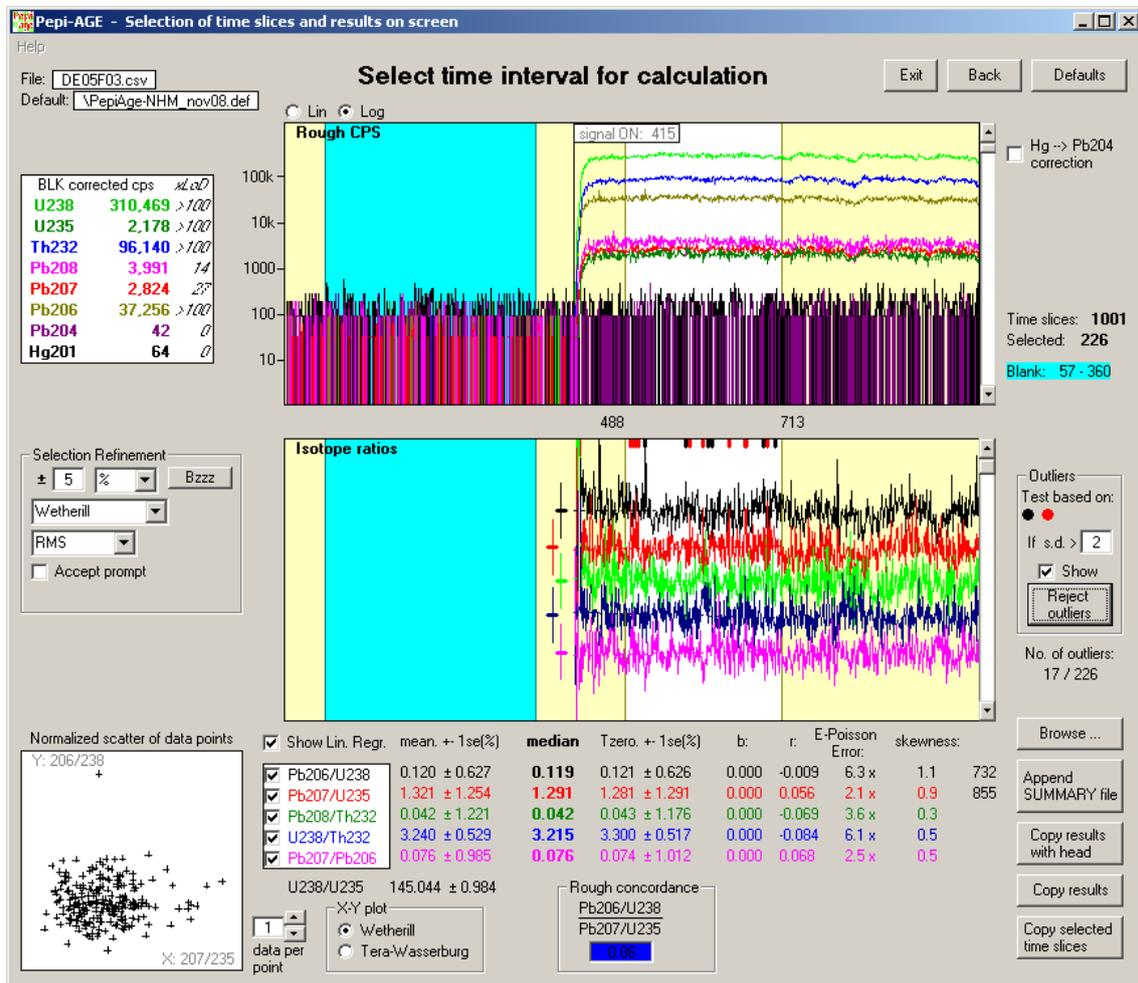 Pepi-AGE - Selection of time slices and results on screen
Help
File: DE05F03.csv
Default: \PepiAge-NHM_nov08.def
Select time interval for calculation
Exit
Back
Defaults
Lin Log
Rough CPS
signal ON: 415
Hg --> Pb204
correction
BLK corrected cps xLoD
U238 310,469 >100
U235 2,178 >100
Th232 96,140 >100
Pb208 3,991 14
Pb207 2,824 27
Pb206 37,256 >100
Pb204 42 0
Hg201 64 0
100k
10k
1000
100
10
Time slices: 1001
Selected: 226
Blank: 57 - 360
488 713
Selection Refinement
± 5 % Bzzz
Wetherill
RMS
Accept prompt
Isotope ratios
Outliers
Test based on:
If s.d. > 2
Show
Reject
outliers
No. of outliers:
17 / 226
Normalized scatter of data points
Y: 206/238
X: 207/235
Show Lin. Regr. mean. +- 1se(%) median Tzero. +- 1se(%) b: r: E-Poisson Error: skewness:
Pb206/U238 0.120 ± 0.627 0.119 0.121 ± 0.626 0.000 -0.009 6.3 x 1.1 732
Pb207/U235 1.321 ± 1.254 1.291 1.281 ± 1.291 0.000 0.056 2.1 x 0.9 855
Pb208/Th232 0.042 ± 1.221 0.042 0.043 ± 1.176 0.000 -0.069 3.6 x 0.3
U238/Th232 3.240 ± 0.529 3.215 3.300 ± 0.517 0.000 -0.084 6.1 x 0.5
Pb207/Pb206 0.076 ± 0.985 0.076 0.074 ± 1.012 0.000 0.068 2.5 x 0.5
U238/U235 145.044 ± 0.984
1
data per
point
X-Y plot
Wetherill
Tera-Wasserburg
Rough concordance
Pb206/U238
Pb207/U235
0.86
Browse ...
Append
SUMMARY file
Copy results
with head
Copy results
Copy selected
time slices